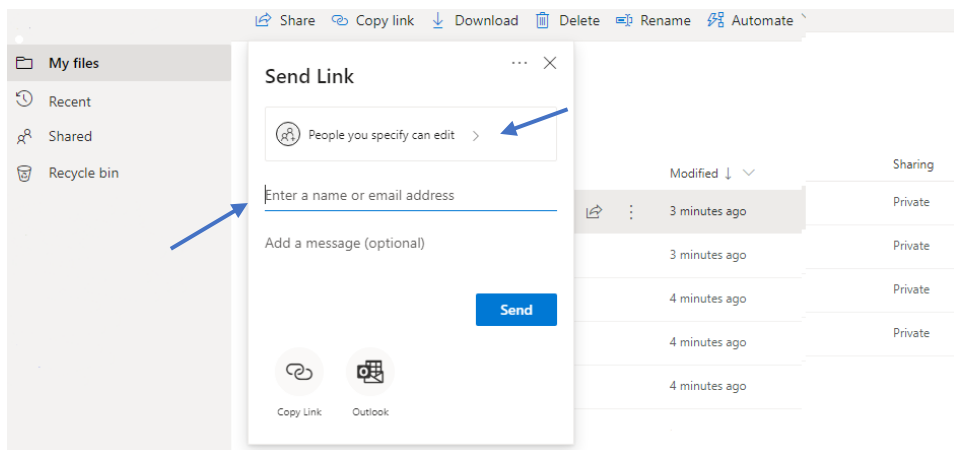 Share Copy link Download Delete Rename Automate
My files
Recent
Shared
Recycle bin
Send Link
People you specify can edit
Enter a name or email address
Add a message (optional)
Send
Copy Link Outlook
Modified Sharing
3 minutes ago Private
3 minutes ago Private
4 minutes ago Private
4 minutes ago Private
4 minutes ago